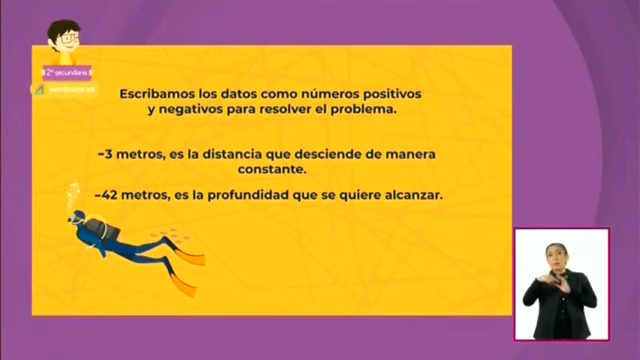 2° secundaria
MATEMÁTICAS
Escribamos los datos como números positivos
y negativos para resolver el problema.
−3 metros, es la distancia que desciende de manera
constante.
−42 metros, es la profundidad que se quiere alcanzar.